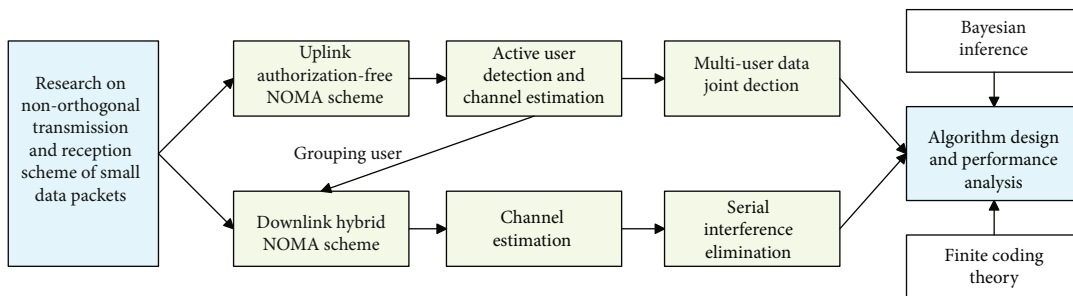 Research on
non-orthogonal
transmission
and reception
scheme of small
data packets
Uplink
authorization-free
NOMA scheme
Active user
detection and
channel estimation
Multi-user data
joint dection
Grouping user
Downlink hybrid
NOMA scheme
Channel
estimation
Serial
interference
elimination
Bayesian
inference
Algorithm design
and performance
analysis
Finite coding
theory